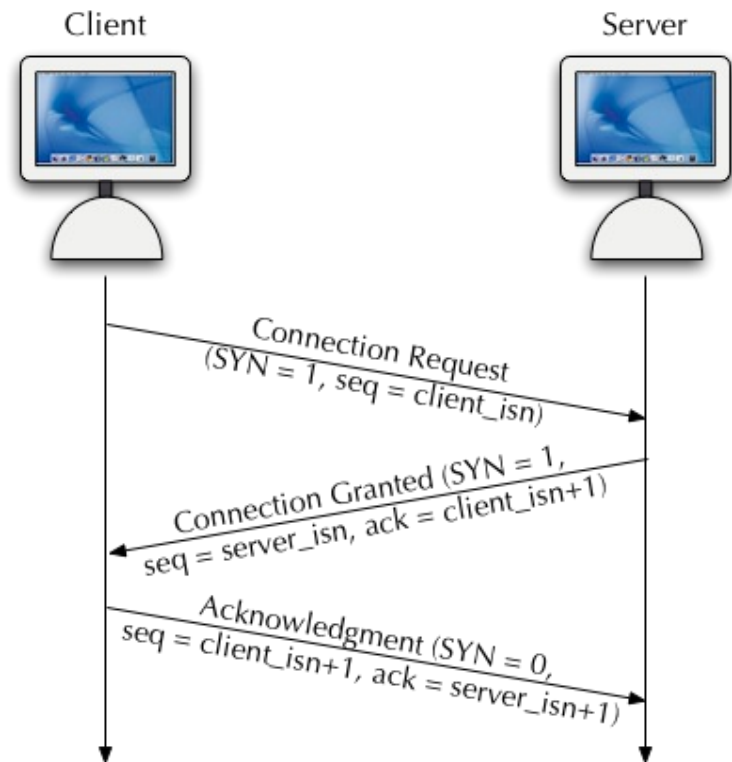 Client
Server
Connection Request
(SYN = 1, seq = client_isn)
Connection Granted (SYN = 1,
seq = server_isn, ack = client_isn+1)
Acknowledgment (SYN = 0,
seq = client_isn+1, ack = server_isn+1)